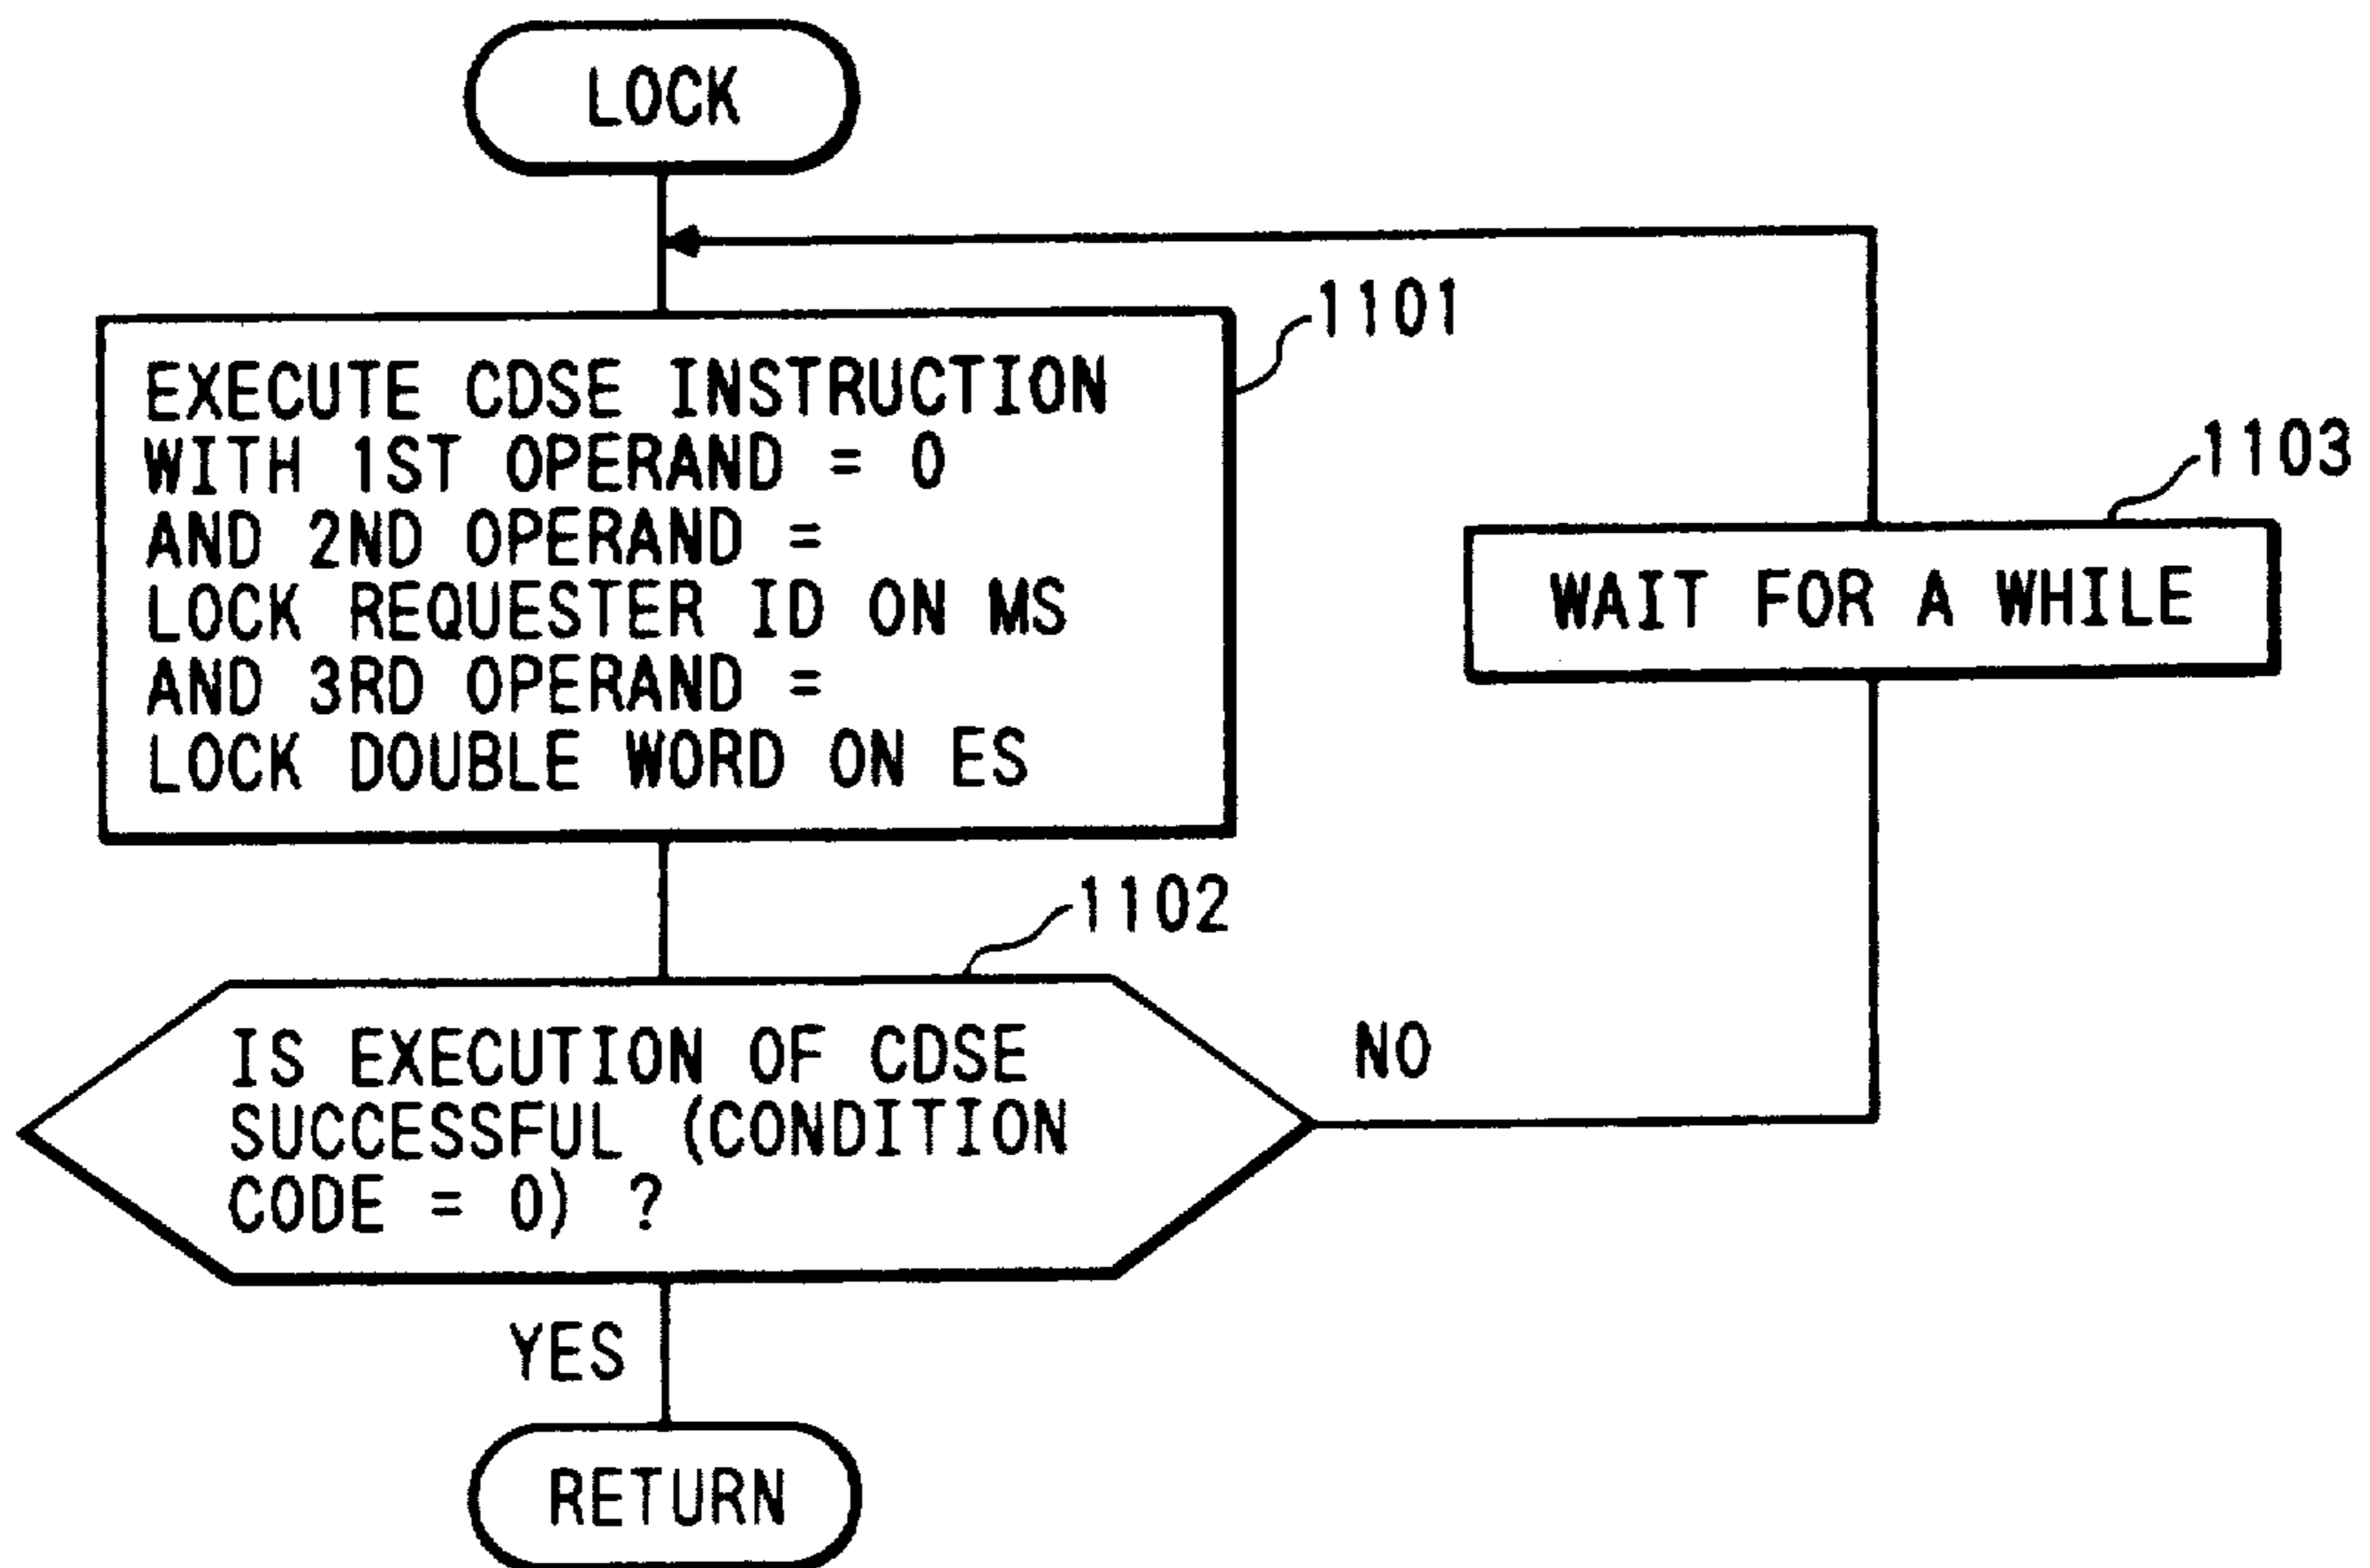 LOCK
1101
EXECUTE CDSE INSTRUCTION
WITH 1ST OPERAND = 0
AND 2ND OPERAND =
LOCK REQUESTER ID ON MS
AND 3RD OPERAND =
LOCK DOUBLE WORD ON ES
1103
WAIT FOR A WHILE
1102
IS EXECUTION OF CDSE
SUCCESSFUL (CONDITION
CODE = 0) ?
NO
YES
RETURN